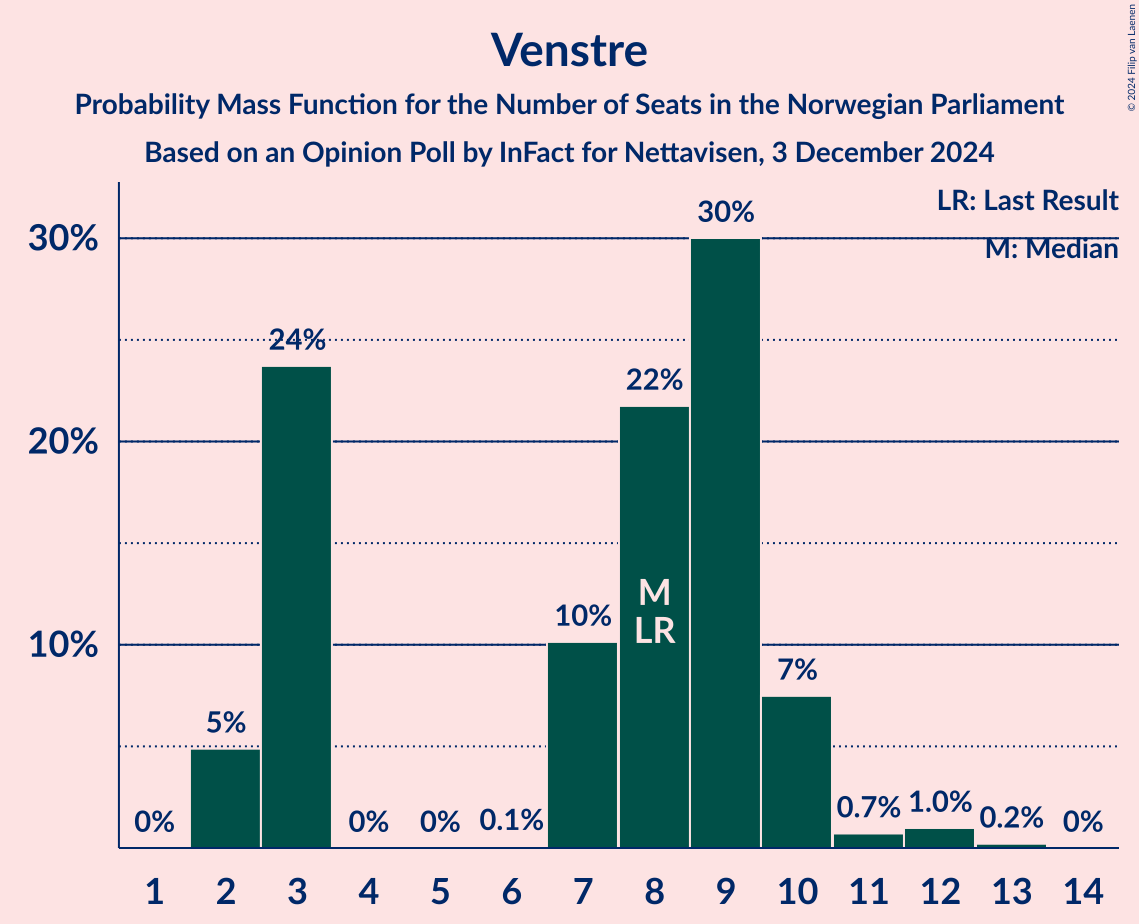 © 2024 Filip van Laenen
Venstre
Probability Mass Function for the Number of Seats in the Norwegian Parliament
Based on an Opinion Poll by InFact for Nettavisen, 3 December 2024
LR: Last Result
M: Median
30%
20%
10%
0%
5%
24%
0%
0%
0.1%
10%
22%
30%
7%
0.7%
1.0%
0.2%
0%
M
LR
1 2 3 4 5 6 7 8 9 10 11 12 13 14